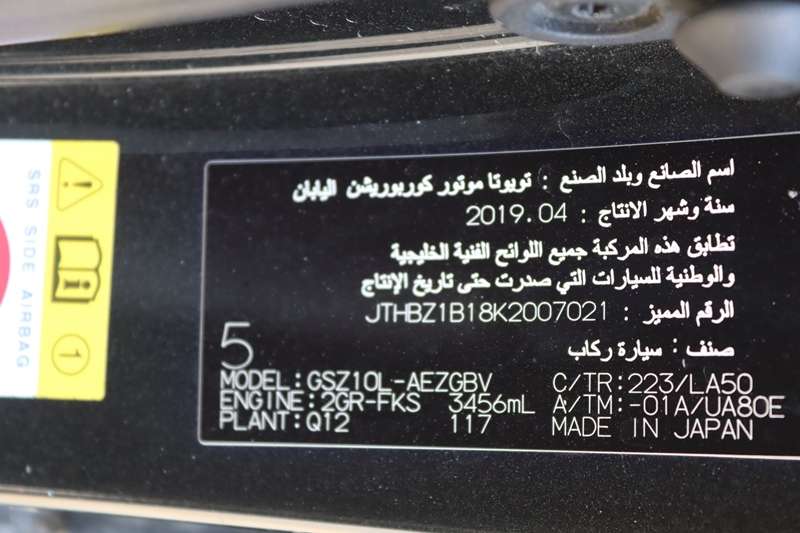 اسم الصانع وبلد الصنع : تويوتا موتور كوربوريشن اليابان
سنة وشهر الانتاج : 2019.04
تطابق هذه المركبة جميع اللوائح الفنية الخليجية
والوطنية للسيارات التي صدرت حتى تاريخ الإنتاج
الرقم المميز : JTHBZ1B18K2007021
صنف : سيارة ركاب
5
MODEL:GSZ10L-AEZGBV C/TR:223/LA50
ENGINE:2GR-FKS 3456mL A/TM:-01A/UA80E
PLANT:Q12 117 MADE IN JAPAN
SRS SIDE AIRBAG
1